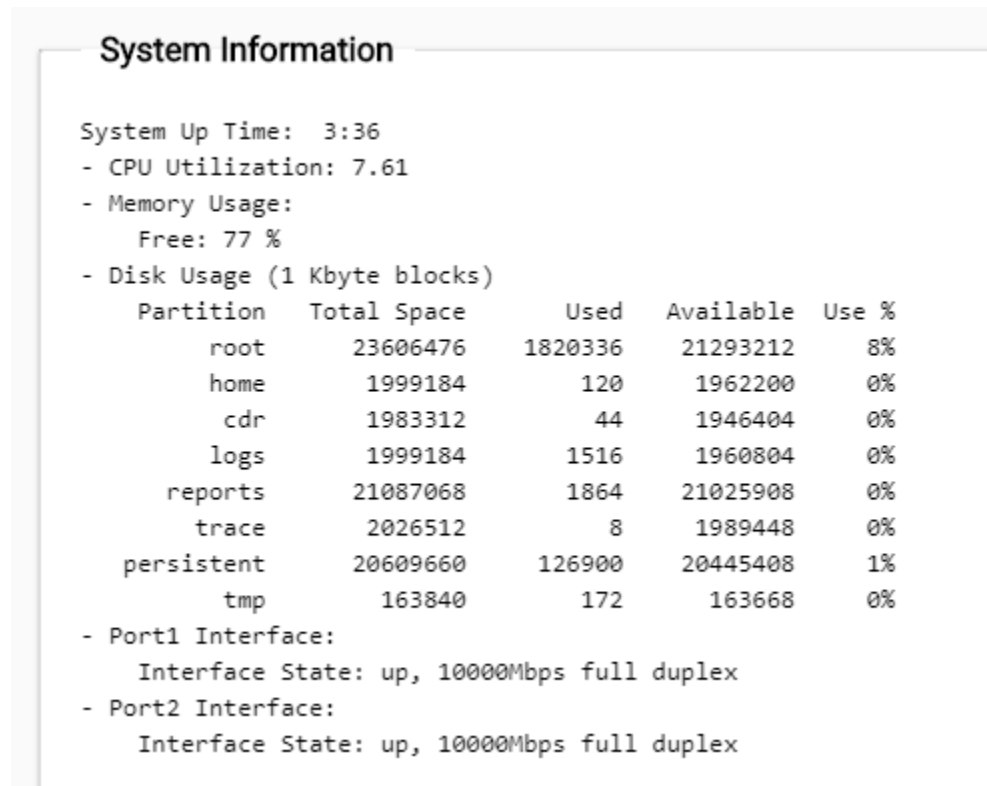 System Information
System Up Time:  3:36
- CPU Utilization: 7.61
- Memory Usage:
    Free: 77 %
- Disk Usage (1 Kbyte blocks)
    Partition   Total Space       Used   Available  Use %
         root      23606476    1820336    21293212     8%
         home       1999184        120     1962200     0%
          cdr       1983312         44     1946404     0%
         logs       1999184       1516     1960804     0%
      reports      21087068       1864    21025908     0%
        trace       2026512          8     1989448     0%
   persistent      20609660     126900    20445408     1%
          tmp        163840        172      163668     0%
- Port1 Interface:
    Interface State: up, 10000Mbps full duplex
- Port2 Interface:
    Interface State: up, 10000Mbps full duplex